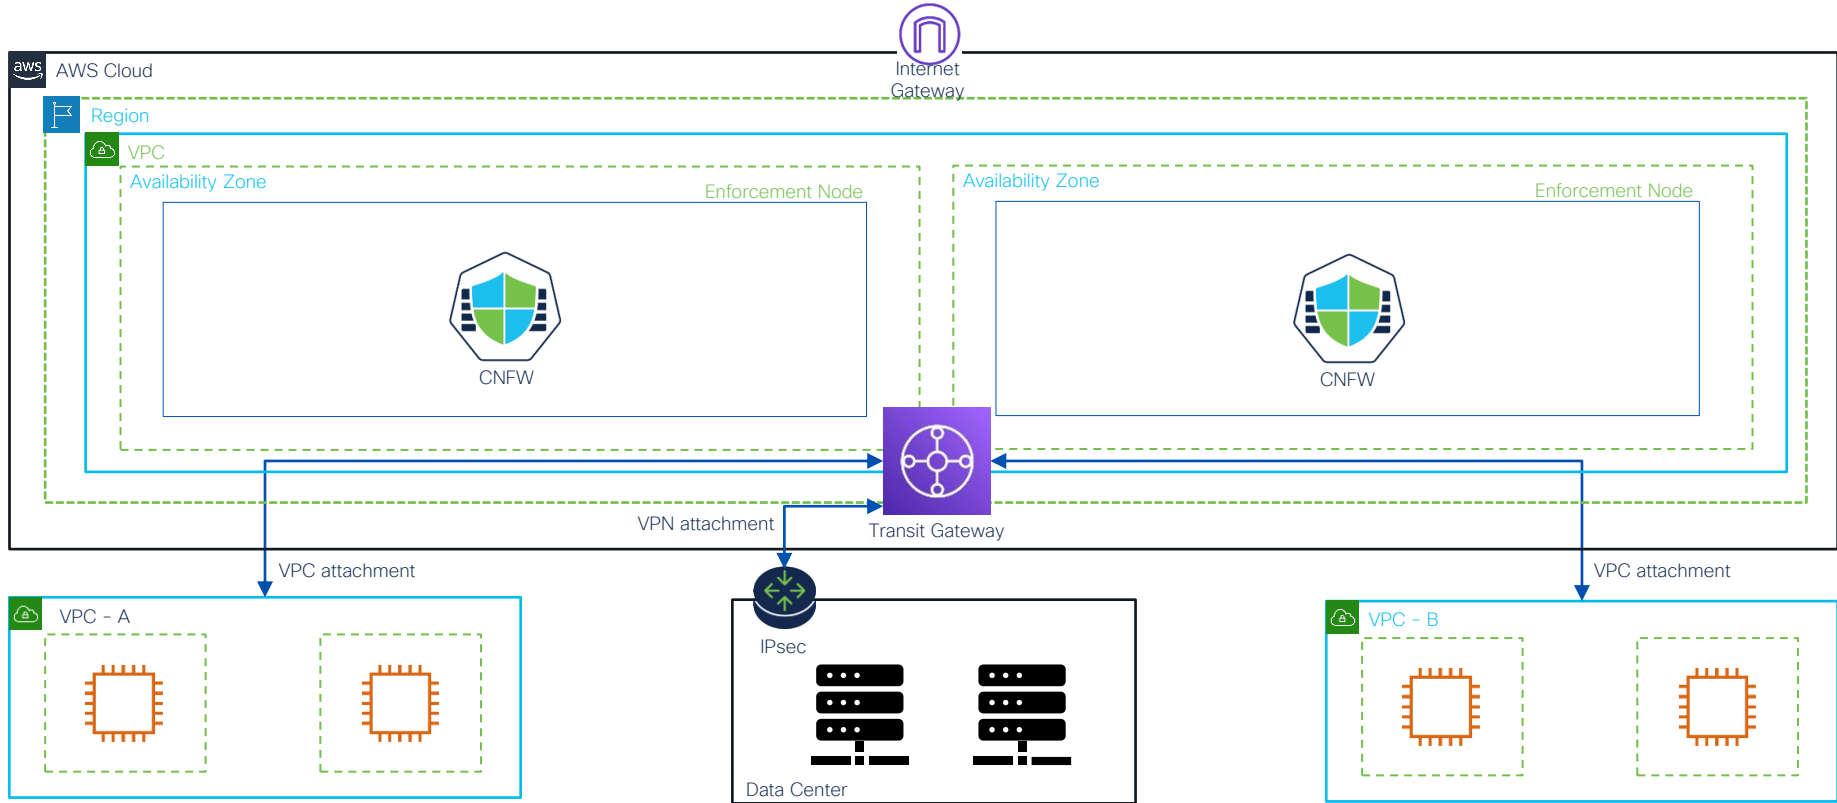 Internet
Gateway
aws
AWS Cloud
Region
VPC
Availability Zone
Enforcement Node
Availability Zone
Enforcement Node
CNFW
CNFW
VPN attachment
Transit Gateway
VPC attachment
VPC attachment
VPC - A
IPsec
VPC - B
Data Center